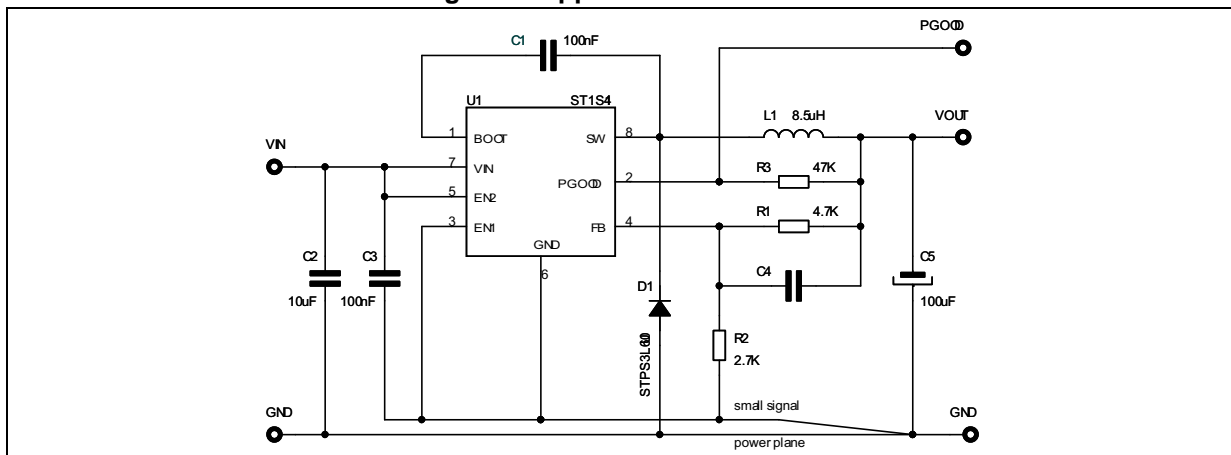 PGOOD
C1 100nF
U1 ST1S4
L1 8.5uH
VOUT
VIN
1 BOOT SW 8
7 VIN
R3 47K
PGOOD 2
5 EN2
R1 4.7K
3 EN1 FB 4
GND
6
C2 C3
C4 C5
D1
10uF 100nF 100uF
STPS3L60
R2
2.7K
small signal
GND GND
power plane